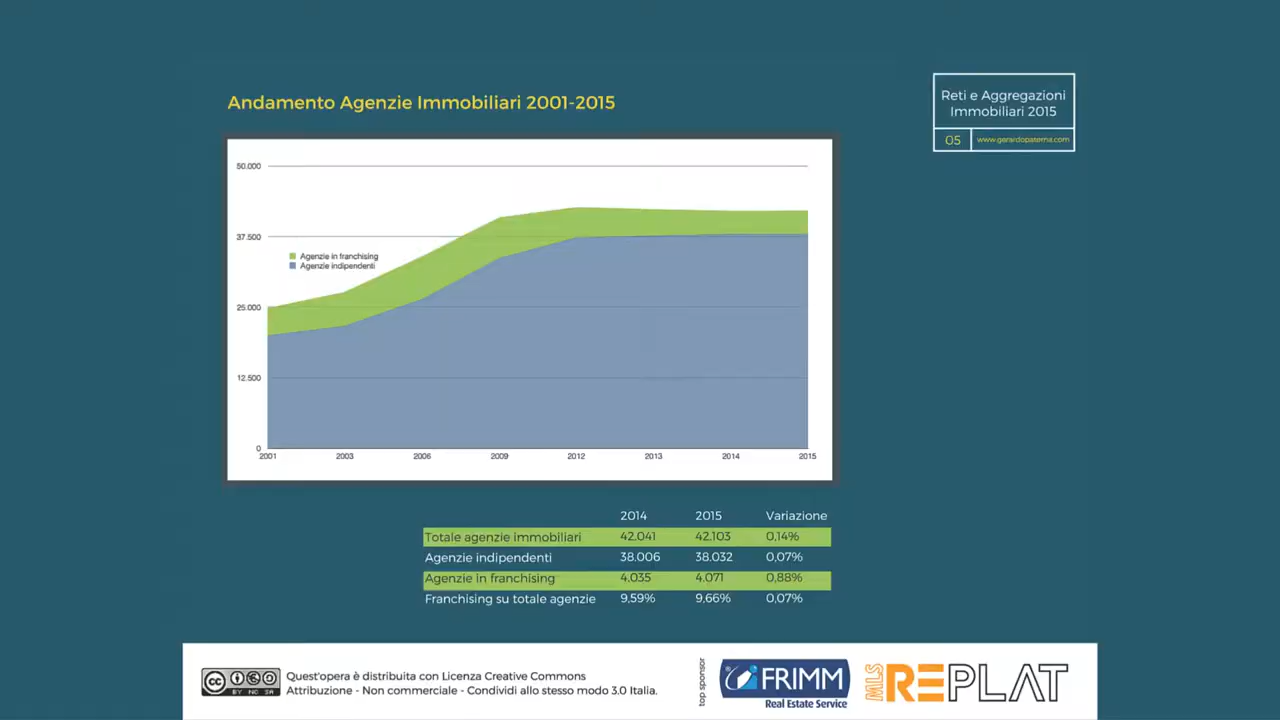 Andamento Agenzie Immobiliari 2001-2015
Reti e Aggregazioni
Immobiliari 2015
05 www.gerardopaterna.com
50.000
37.500
25.000
12.500
0
Agenzie in franchising
Agenzie indipendenti
2001 2003 2006 2009 2012 2013 2014 2015
2014 2015 Variazione
Totale agenzie immobiliari 42.041 42.103 0,14%
Agenzie indipendenti 38.006 38.032 0,07%
Agenzie in franchising 4.035 4.071 0,88%
Franchising su totale agenzie 9,59% 9,66% 0,07%
cc BY NC SA
Quest'opera è distribuita con Licenza Creative Commons
Attribuzione - Non commerciale - Condividi allo stesso modo 3.0 Italia.
top sponsor
FRIMM
Real Estate Service
MLS REPLAT